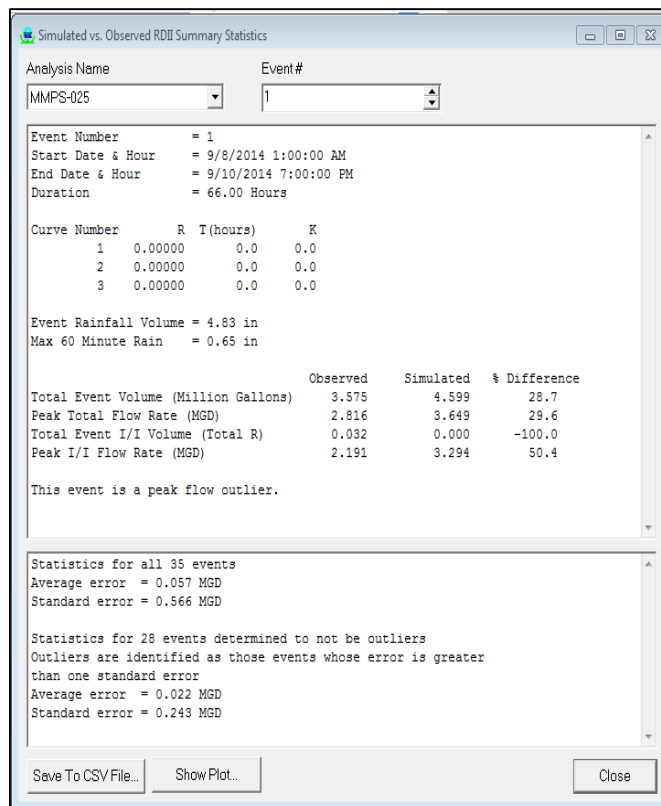 Simulated vs. Observed RDII Summary Statistics
Analysis Name Event #
MMPS-025 1
Event Number = 1
Start Date & Hour = 9/8/2014 1:00:00 AM
End Date & Hour = 9/10/2014 7:00:00 PM
Duration = 66.00 Hours
Curve Number R T(hours) K
1 0.00000 0.0 0.0
2 0.00000 0.0 0.0
3 0.00000 0.0 0.0
Event Rainfall Volume = 4.83 in
Max 60 Minute Rain = 0.65 in
Observed Simulated % Difference
Total Event Volume (Million Gallons) 3.575 4.599 28.7
Peak Total Flow Rate (MGD) 2.816 3.649 29.6
Total Event I/I Volume (Total R) 0.032 0.000 -100.0
Peak I/I Flow Rate (MGD) 2.191 3.294 50.4
This event is a peak flow outlier.
Statistics for all 35 events
Average error = 0.057 MGD
Standard error = 0.566 MGD
Statistics for 28 events determined to not be outliers
Outliers are identified as those events whose error is greater
than one standard error
Average error = 0.022 MGD
Standard error = 0.243 MGD
Save To CSV File... Show Plot... Close